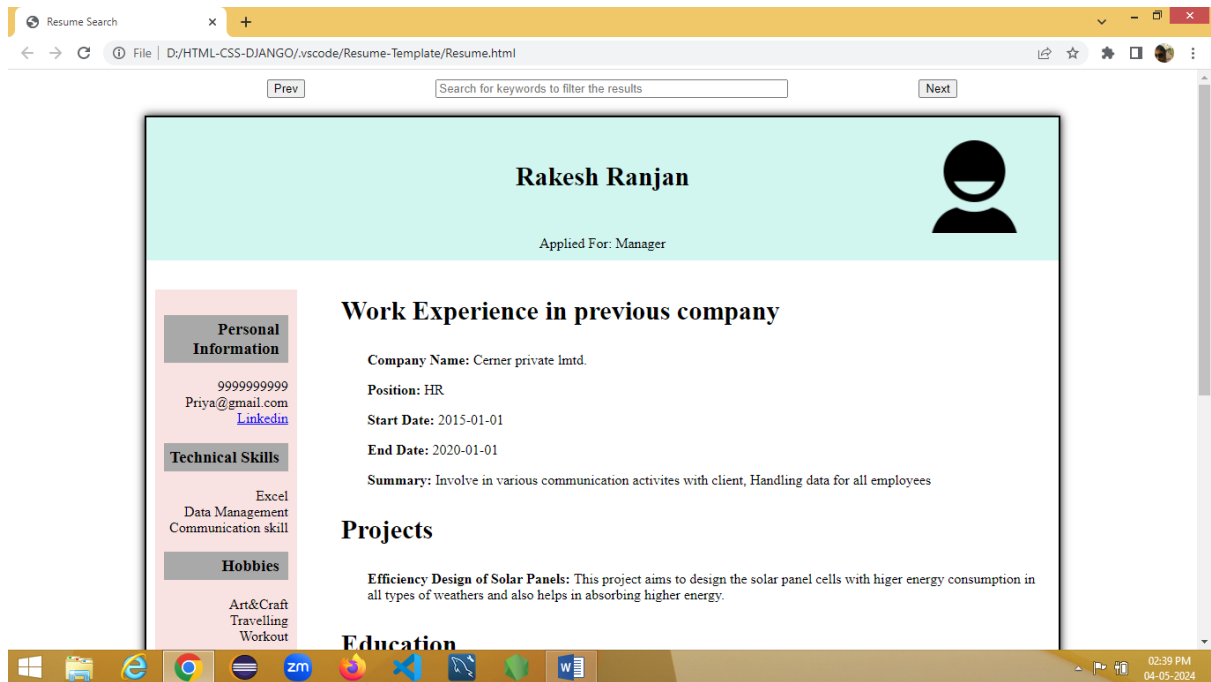 Resume Search
File | D:/HTML-CSS-DJANGO/.vscode/Resume-Template/Resume.html
Prev
Search for keywords to filter the results
Next
Rakesh Ranjan
Applied For: Manager
Personal
Information
9999999999
Priya@gmail.com
Linkedin
Technical Skills
Excel
Data Management
Communication skill
Hobbies
Art&Craft
Travelling
Workout
Work Experience in previous company
Company Name: Cerner private lmtd.
Position: HR
Start Date: 2015-01-01
End Date: 2020-01-01
Summary: Involve in various communication activites with client, Handling data for all employees
Projects
Efficiency Design of Solar Panels: This project aims to design the solar panel cells with higer energy consumption in
all types of weathers and also helps in absorbing higher energy.
Education
zm
W
02:39 PM
04-05-2024